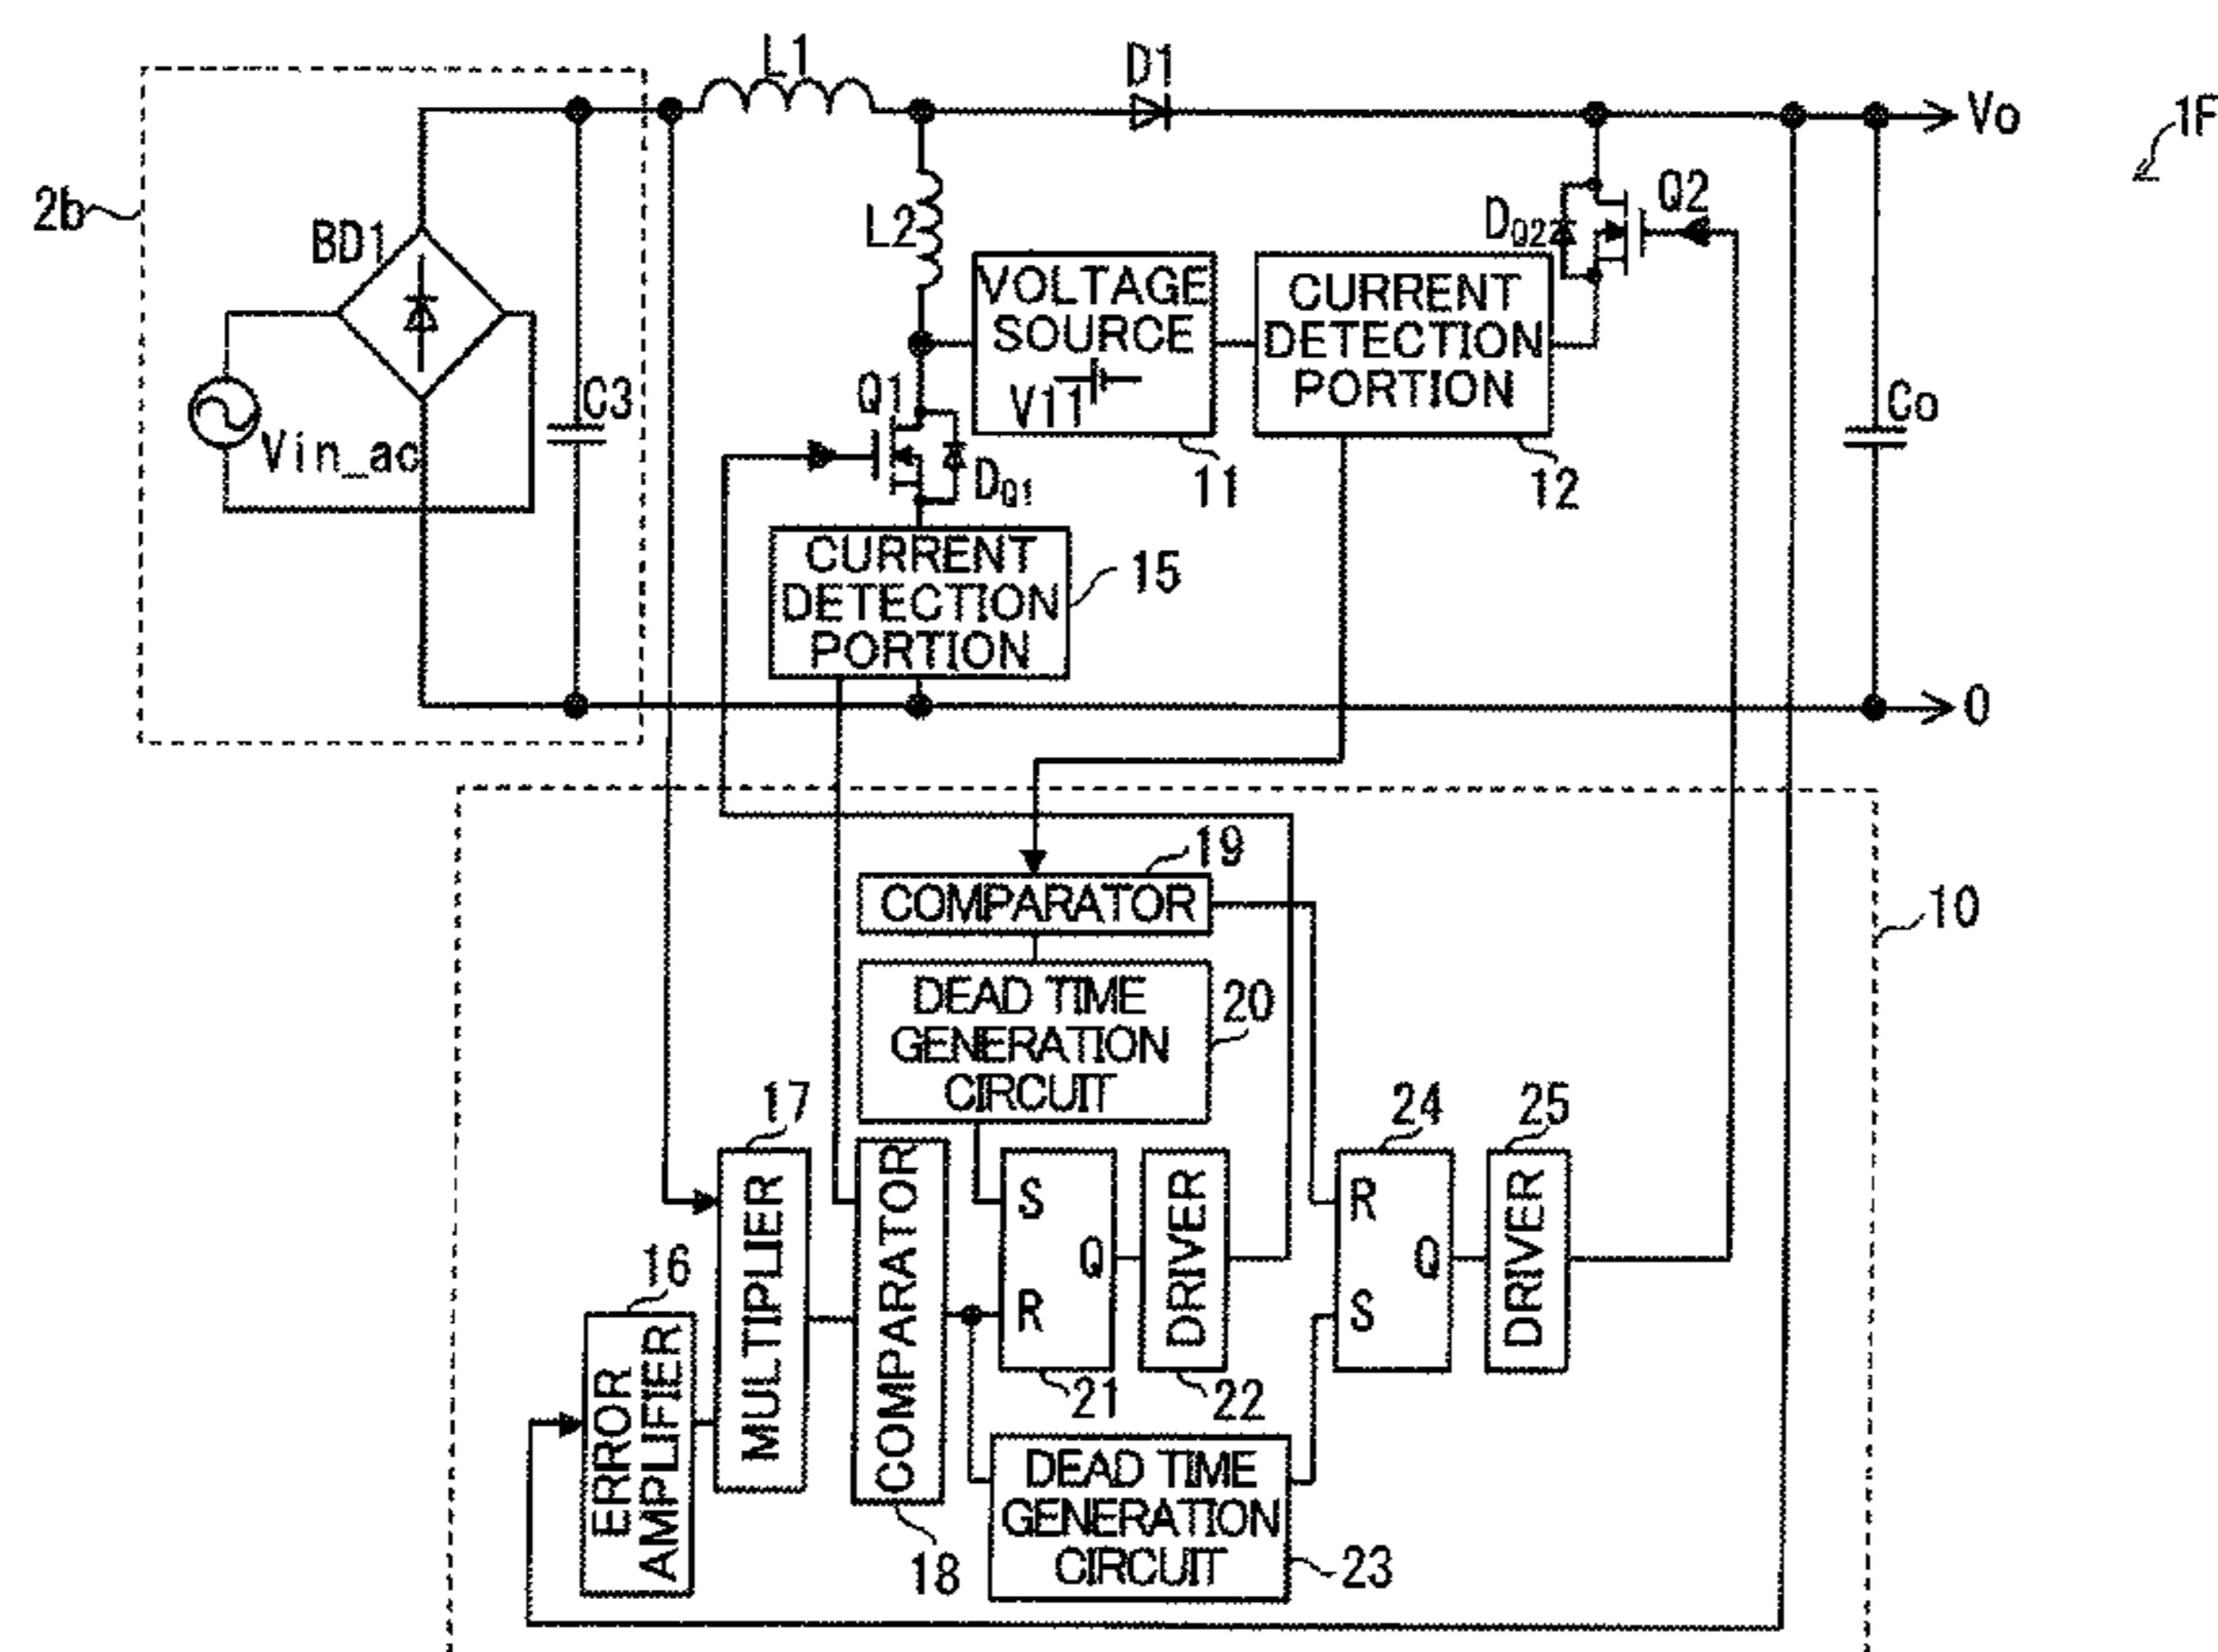 L1
D1
Vo
1F
2b
BD1
L2
VOLTAGE
SOURCE
V11
CURRENT
DETECTION
PORTION
DQ2
Q2
Vin_ac
C3
Q1
DQ1
11
12
Co
CURRENT
DETECTION
PORTION
15
0
19
COMPARATOR
10
DEAD TIME
GENERATION
CIRCUIT
20
17
MULTIPLIER
COMPARATOR
18
S
R
Q
21
DRIVER
22
24
R
S
Q
25
DRIVER
16
ERROR
AMPLIFIER
DEAD TIME
GENERATION
CIRCUIT
23